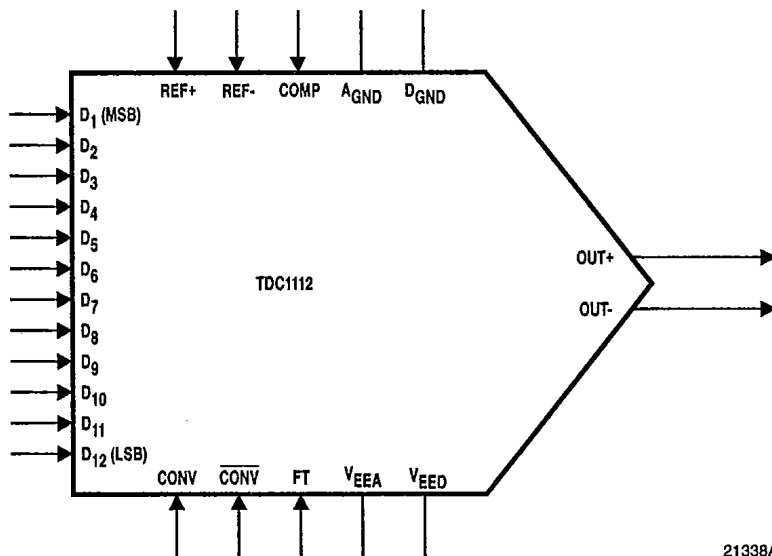 REF+ REF- COMP AGND DGND
D1 (MSB)
D2
D3
D4
D5
D6
D7
D8
D9
D10
D11
D12 (LSB)
TDC1112
OUT+
OUT-
CONV CONV FT VEEA VEED
21338A